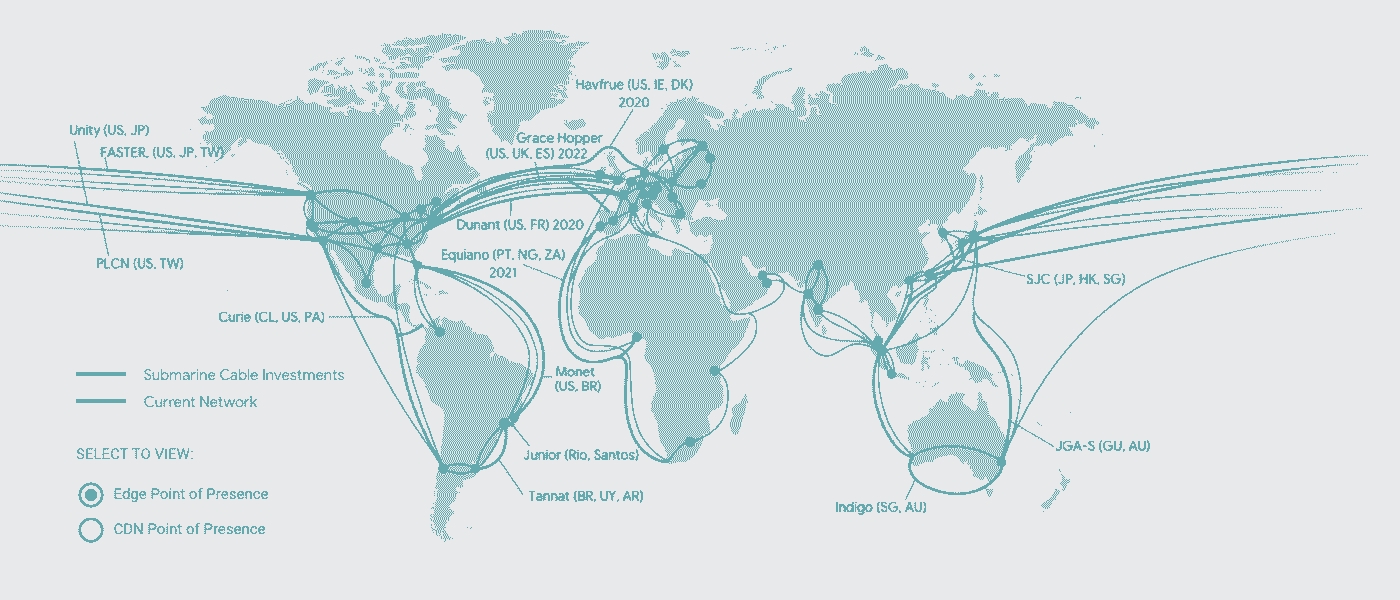 Havfrue (US, IE, DK)
2020
Unity (US, JP)
Grace Hopper
(US, UK, ES) 2022
FASTER, (US, JP, TW)
Dunant (US, FR) 2020
Equiano (PT, NG, ZA)
2021
PLCN (US, TW)
SJC (JP, HK, SG)
Curie (CL, US, PA)
Monet
(US, BR)
Submarine Cable Investments
Current Network
JGA-S (GU, AU)
SELECT TO VIEW:
Junior (Rio, Santos)
Edge Point of Presence
Tannat (BR, UY, AR)
Indigo (SG, AU)
CDN Point of Presence